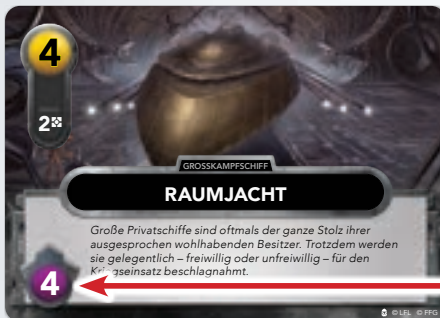 4
2
GROSSKAMPFSCHIFF
RAUMJACHT
Große Privatschiffe sind oftmals der ganze Stolz ihrer
ausgesprochen wohlhabenden Besitzer. Trotzdem werden
sie gelegentlich – freiwillig oder unfreiwillig – für den
Kriegseinsatz beschlagnahmt.
4
© LFL © FFG